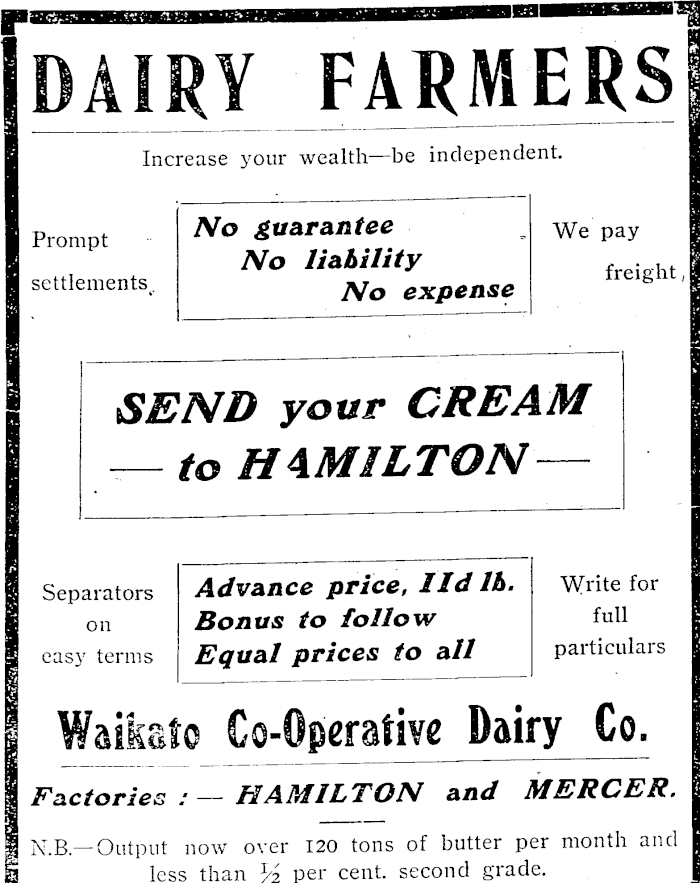 DAIRY FARMERS
Increase your wealth—be independent.
Prompt
settlements.
No guarantee
No liability
No expense
We pay
freight,
SEND your CREAM
— to HAMILTON —
Separators
on
easy terms
Advance price, 11d lb.
Bonus to follow
Equal prices to all
Write for
full
particulars
Waikato Co-Operative Dairy Co.
Factories :— HAMILTON and MERCER.
N.B.—Output now over 120 tons of butter per month and
less than ½ per cent. second grade.